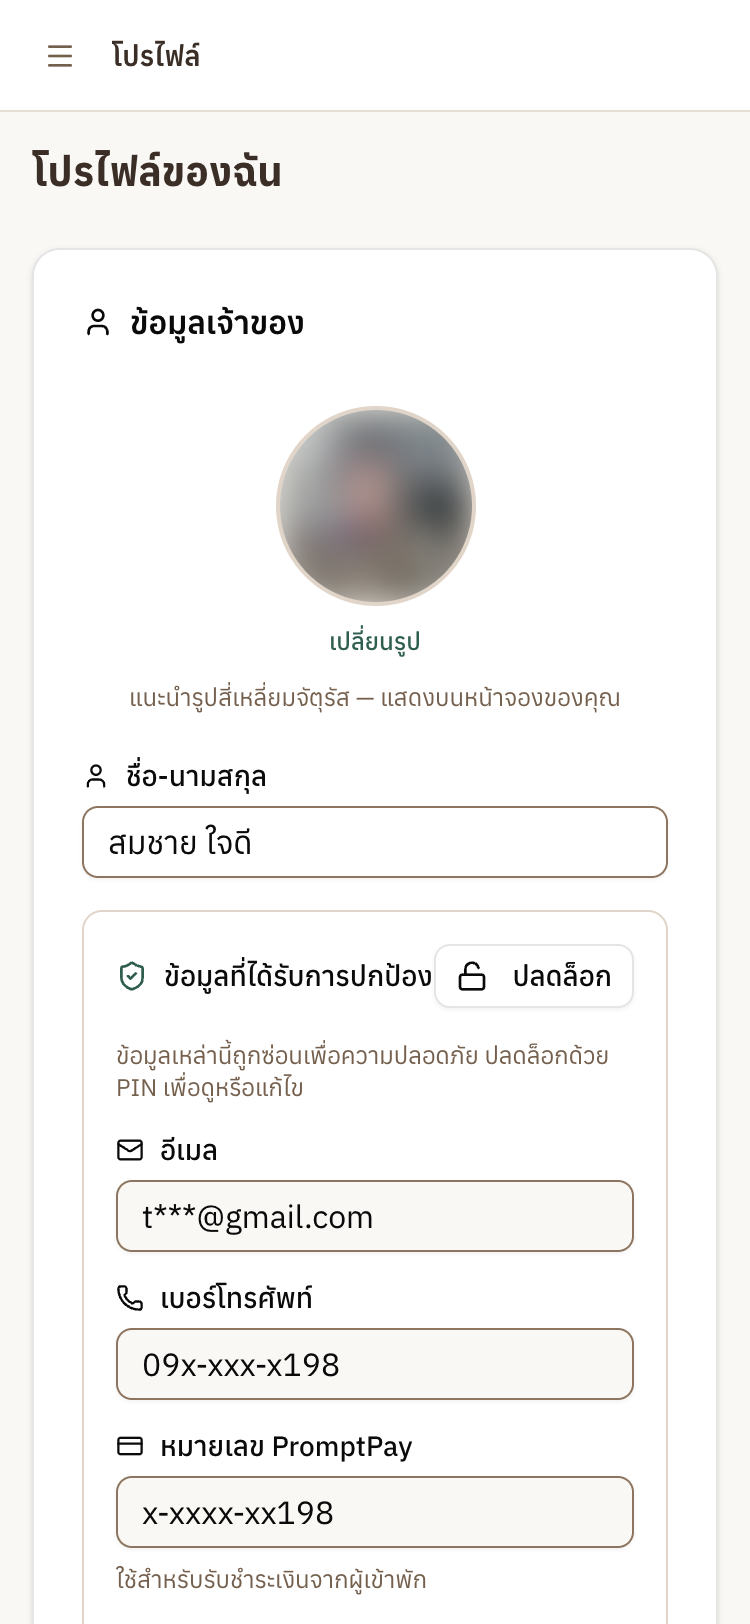 โปรไฟล์
โปรไฟล์ของฉัน
ข้อมูลเจ้าของ
เปลี่ยนรูป
แนะนำรูปสี่เหลี่ยมจัตุรัส — แสดงบนหน้าจองของคุณ
ชื่อ-นามสกุล
สมชาย ใจดี
ข้อมูลที่ได้รับการปกป้อง ปลดล็อก
ข้อมูลเหล่านี้ถูกซ่อนเพื่อความปลอดภัย ปลดล็อกด้วย
PIN เพื่อดูหรือแก้ไข
อีเมล
t***@gmail.com
เบอร์โทรศัพท์
09x-xxx-x198
หมายเลข PromptPay
x-xxxx-xx198
ใช้สำหรับรับชำระเงินจากผู้เข้าพัก